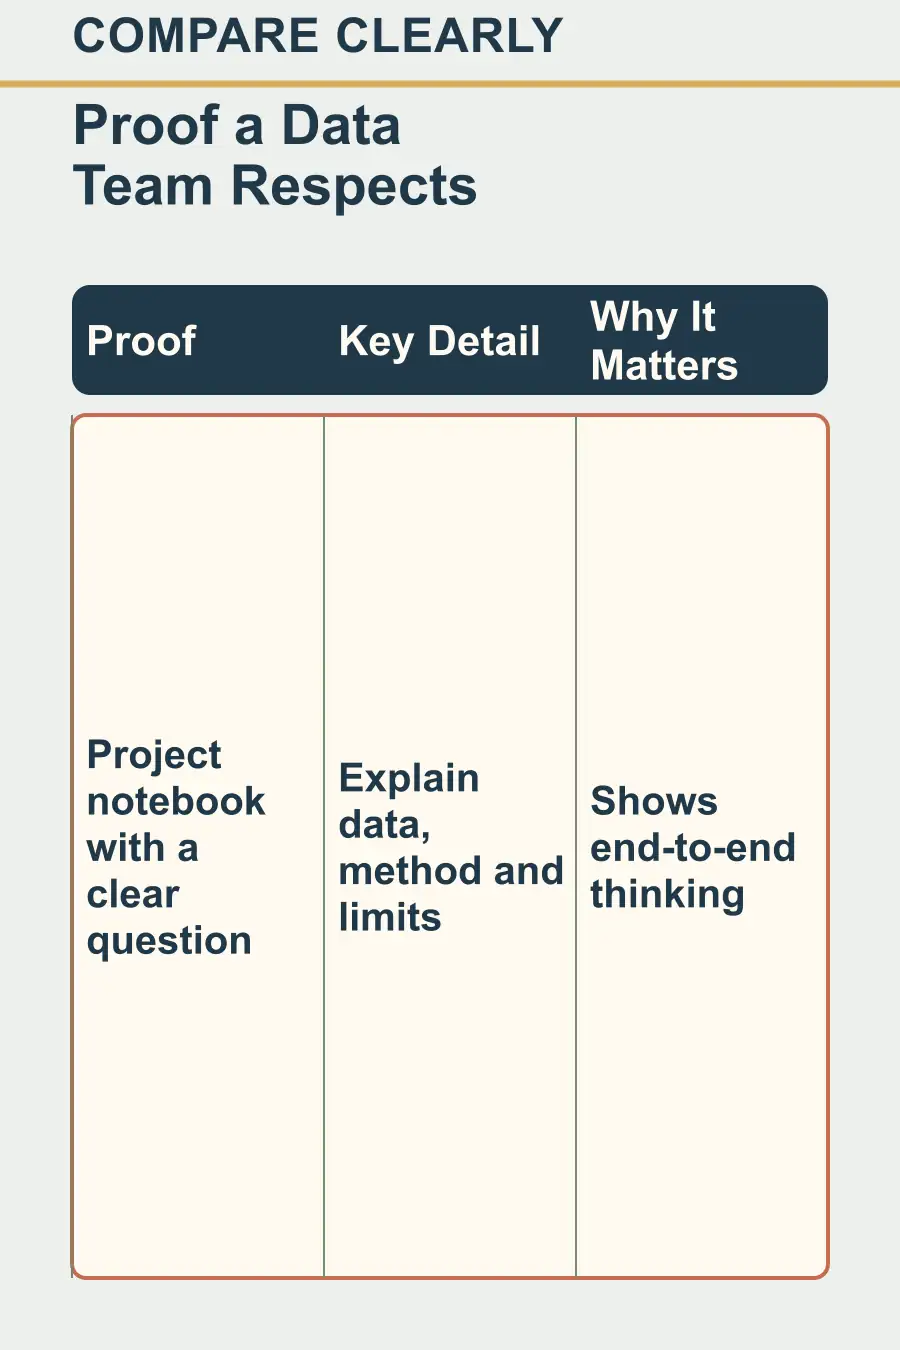 COMPARE CLEARLY
Proof a Data
Team Respects
Proof
Key Detail
Why It
Matters
Project
notebook
with a
clear
question
Explain
data,
method and
limits
Shows
end-to-end
thinking